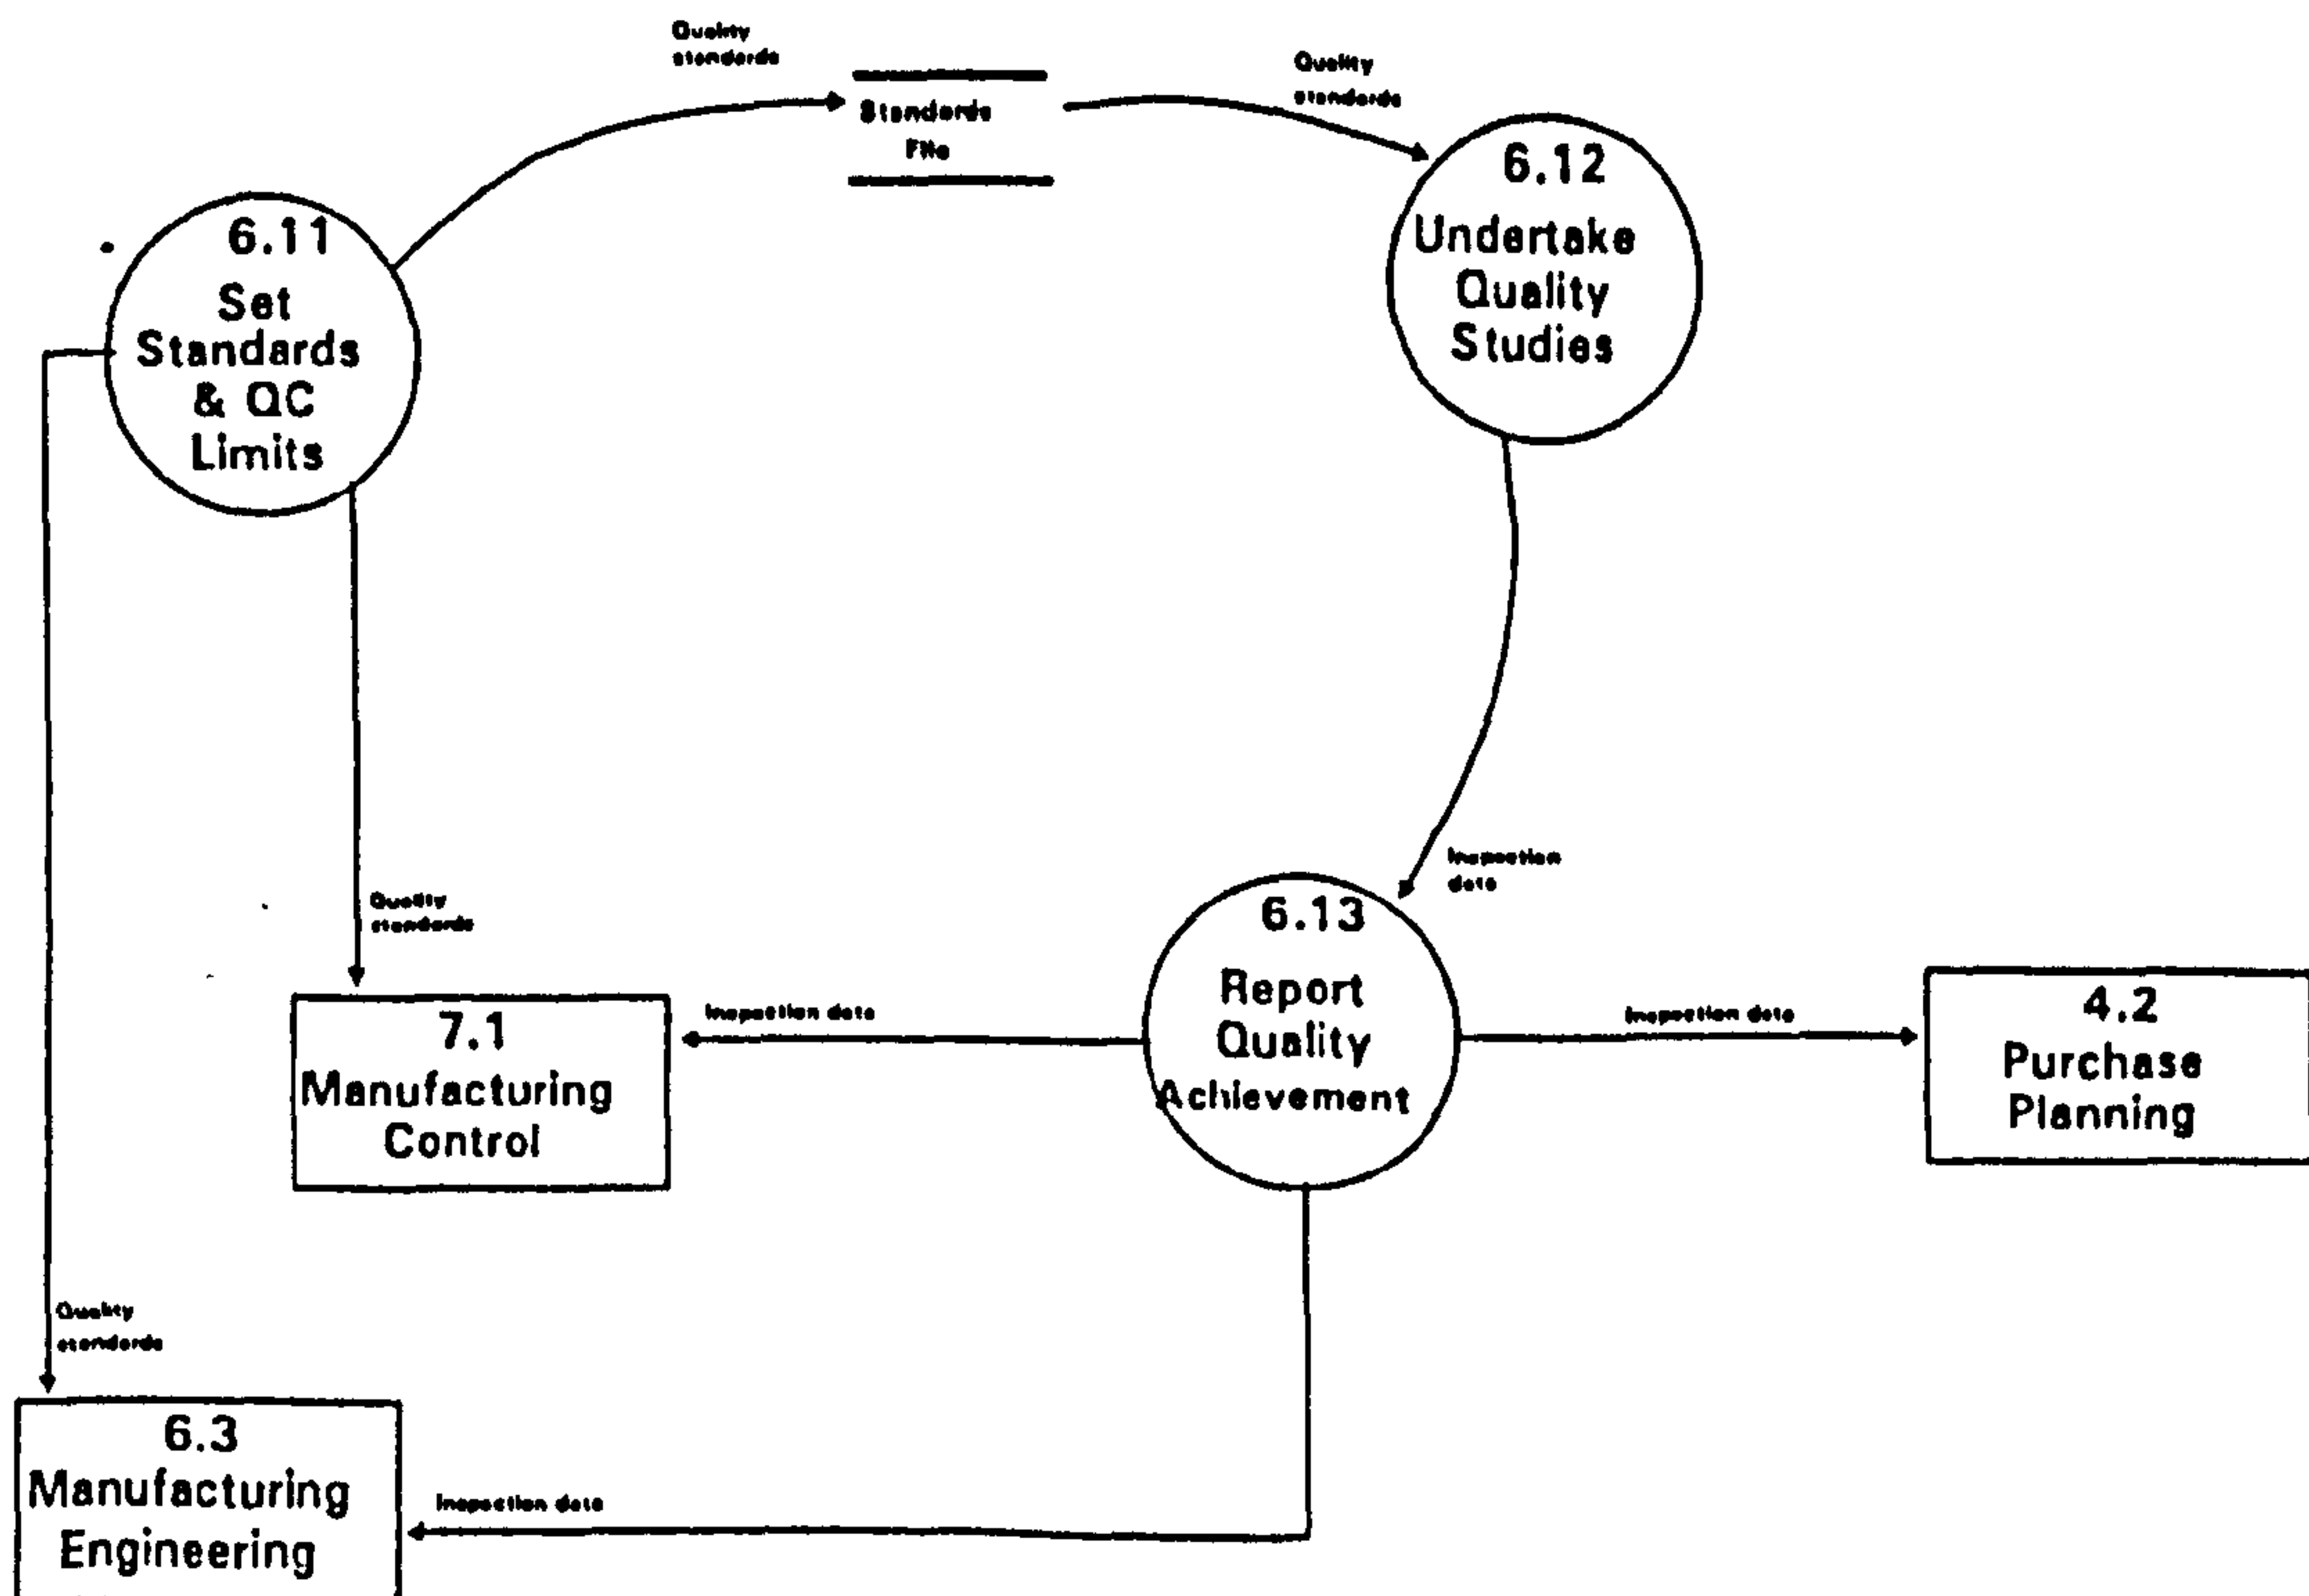 Quality
standards
Standards
File
Quality
standards
6.11
Set
Standards
& QC
Limits
6.12
Undertake
Quality
Studies
Quality
standards
Inspection
data
7.1
Manufacturing
Control
Inspection data
6.13
Report
Quality
Achievement
Inspection data
4.2
Purchase
Planning
Quality
standards
6.3
Manufacturing
Engineering
Inspection data